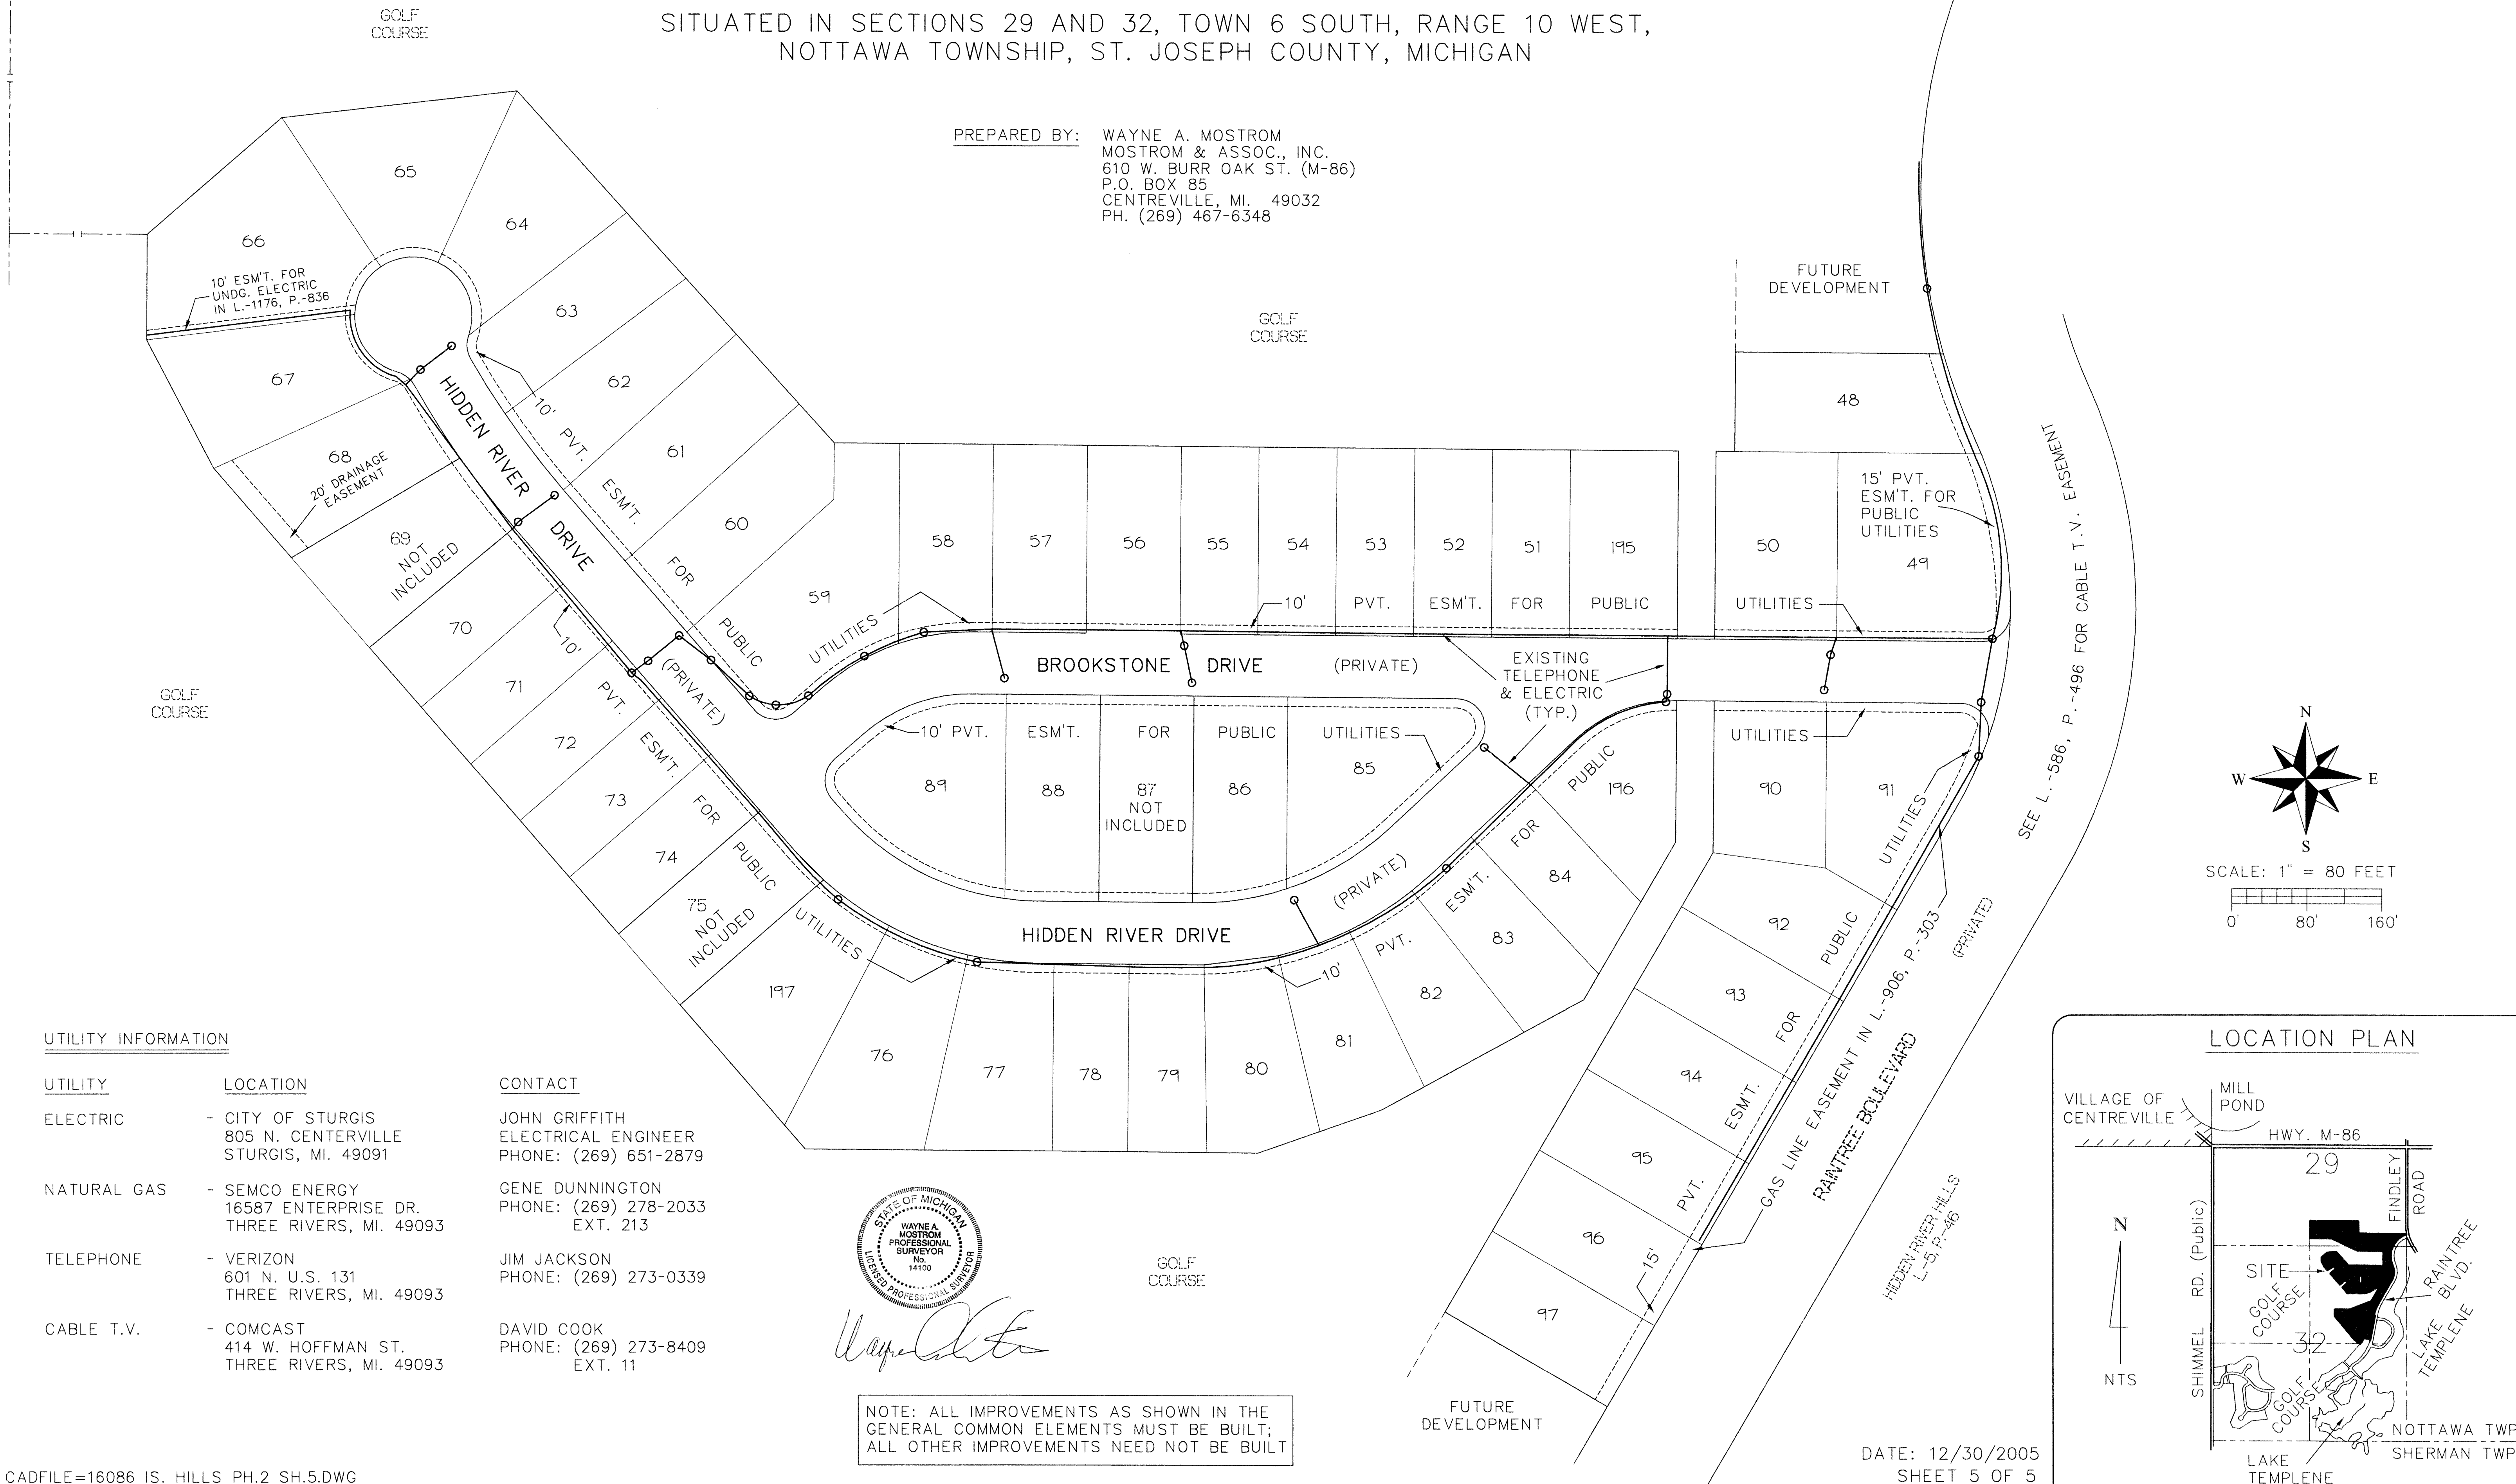 GOLF
COURSE
SITUATED IN SECTIONS 29 AND 32, TOWN 6 SOUTH, RANGE 10 WEST,
NOTTAWA TOWNSHIP, ST. JOSEPH COUNTY, MICHIGAN
PREPARED BY: WAYNE A. MOSTROM
MOSTROM & ASSOC., INC.
610 W. BURR OAK ST. (M-86)
P.O. BOX 85
CENTREVILLE, MI. 49032
PH. (269) 467-6348
65
64
66
10' ESM'T. FOR
UNDG. ELECTRIC
IN L.-1176, P.-836
63
67
62
61
60
59
68
20' DRAINAGE
EASEMENT
69
NOT
INCLUDED
70
71
72
73
74
75
NOT
INCLUDED
HIDDEN RIVER DRIVE
(PRIVATE)
10' PVT. ESM'T. FOR PUBLIC UTILITIES
10' PVT. ESM'T. FOR PUBLIC UTILITIES
GOLF
COURSE
GOLF
COURSE
FUTURE
DEVELOPMENT
48
58
57
56
55
54
53
52
51
195
50
49
15' PVT.
ESM'T. FOR
PUBLIC
UTILITIES
10' PVT. ESM'T. FOR PUBLIC UTILITIES
BROOKSTONE DRIVE (PRIVATE)
EXISTING
TELEPHONE
& ELECTRIC
(TYP.)
10' PVT. ESM'T. FOR PUBLIC UTILITIES
89
88
87
NOT
INCLUDED
86
85
UTILITIES
90
91
196
84
83
82
81
80
79
78
77
76
197
HIDDEN RIVER DRIVE
(PRIVATE)
10' PVT. ESM'T. FOR PUBLIC
92
93
94
95
96
97
15' PVT. ESM'T. FOR PUBLIC UTILITIES
GAS LINE EASEMENT IN L.-906, P.-303
RAINTREE BOULEVARD
(PRIVATE)
SEE L.-586, P.-496 FOR CABLE T.V. EASEMENT
HIDDEN RIVER HILLS
L.-5, P.-46
FUTURE
DEVELOPMENT
GOLF
COURSE
N
W
E
S
SCALE: 1" = 80 FEET
0' 80' 160'
UTILITY INFORMATION
UTILITY LOCATION CONTACT
ELECTRIC - CITY OF STURGIS JOHN GRIFFITH
805 N. CENTERVILLE ELECTRICAL ENGINEER
STURGIS, MI. 49091 PHONE: (269) 651-2879
NATURAL GAS - SEMCO ENERGY GENE DUNNINGTON
16587 ENTERPRISE DR. PHONE: (269) 278-2033
THREE RIVERS, MI. 49093 EXT. 213
TELEPHONE - VERIZON JIM JACKSON
601 N. U.S. 131 PHONE: (269) 273-0339
THREE RIVERS, MI. 49093
CABLE T.V. - COMCAST DAVID COOK
414 W. HOFFMAN ST. PHONE: (269) 273-8409
THREE RIVERS, MI. 49093 EXT. 11
STATE OF MICHIGAN
WAYNE A.
MOSTROM
PROFESSIONAL
SURVEYOR
No.
14100
LICENSED PROFESSIONAL SURVEYOR
NOTE: ALL IMPROVEMENTS AS SHOWN IN THE
GENERAL COMMON ELEMENTS MUST BE BUILT;
ALL OTHER IMPROVEMENTS NEED NOT BE BUILT
LOCATION PLAN
VILLAGE OF
CENTREVILLE
MILL
POND
HWY. M-86
29
FINDLEY
ROAD
SHIMMEL RD. (Public)
N
NTS
SITE
GOLF
COURSE
RAINTREE
BLVD.
32
LAKE
TEMPLENE
GOLF
COURSE
NOTTAWA TWP
SHERMAN TWP
LAKE
TEMPLENE
DATE: 12/30/2005
SHEET 5 OF 5
CADFILE=16086 IS. HILLS PH.2 SH.5.DWG